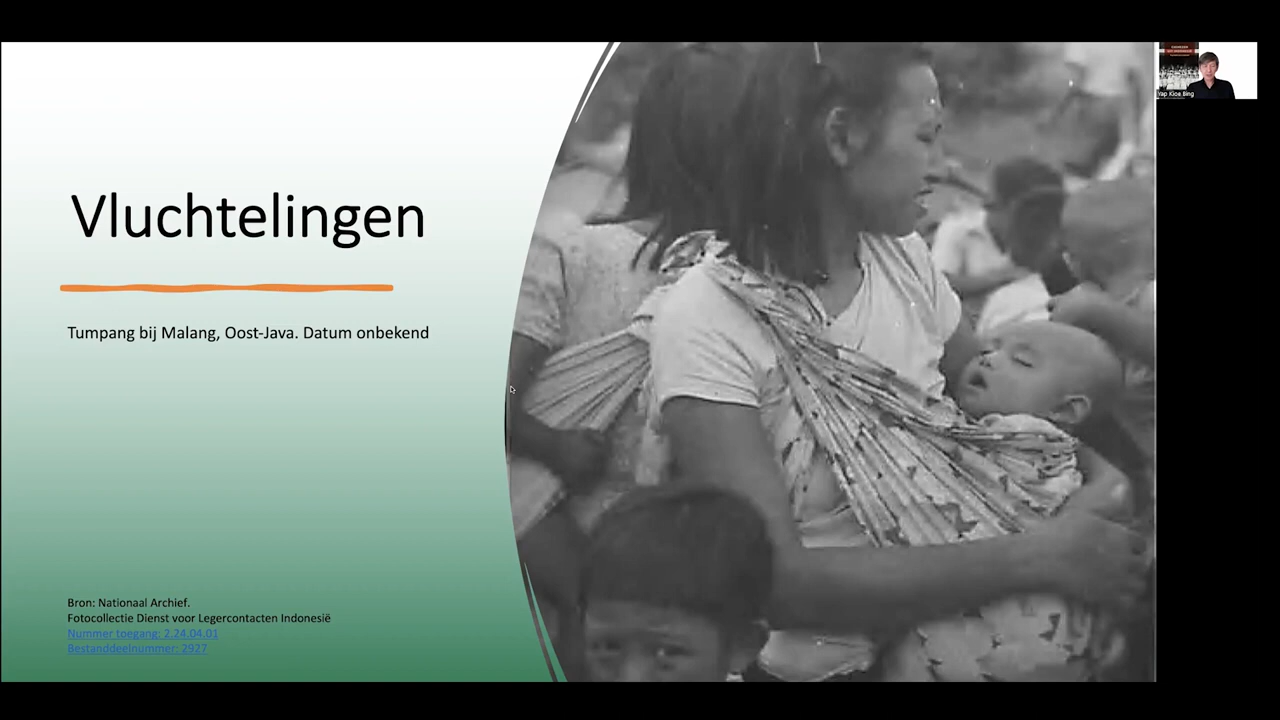 Vluchtelingen
Tumpang bij Malang, Oost-Java. Datum onbekend
Bron: Nationaal Archief.
Fotocollectie Dienst voor Legercontacten Indonesië
Nummer toegang: 2.24.04.01
Bestanddeelnummer: 2927
Yap Kioe Bing